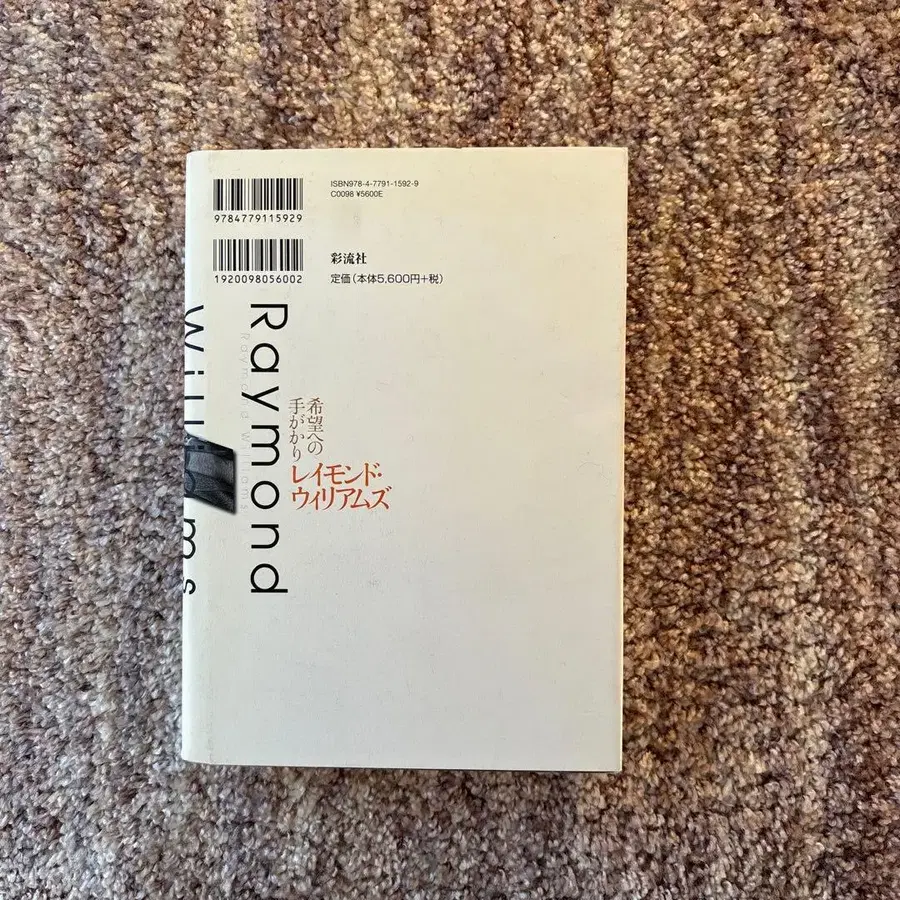 ISBN978-4-7791-1592-9
C0098 ¥5600E
9784779115929
彩流社
1920098056002
定価(本体5,600円+税)
Raymond
Raymond Williams
希望への
手がかり
レイモンド・
ウィリアムズ